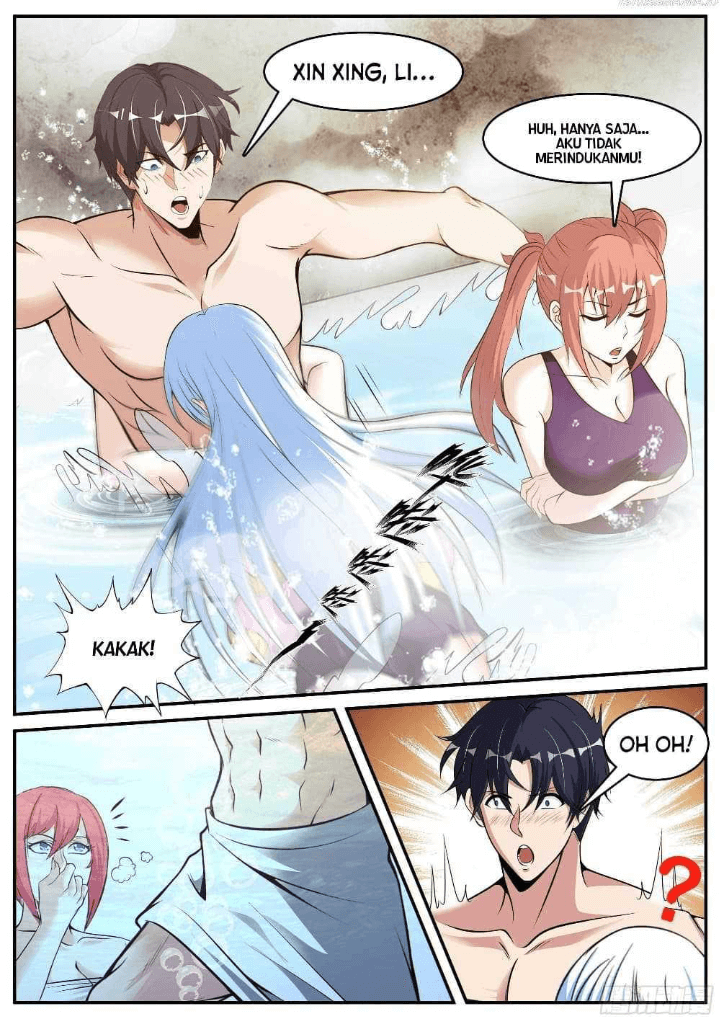 XIN XING, LI...
HUH, HANYA SAJA...
AKU TIDAK
MERINDUKANMU!
KAKAK!
OH OH!
?